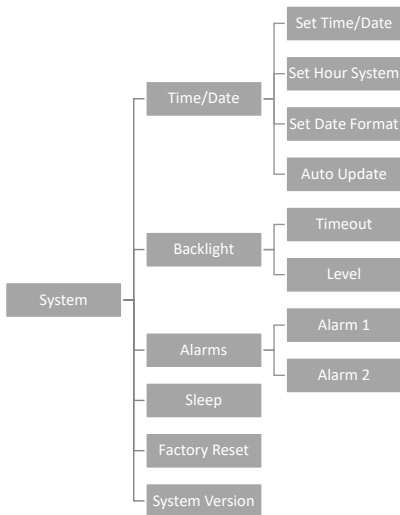 System
Time/Date
Set Time/Date
Set Hour System
Set Date Format
Auto Update
Backlight
Timeout
Level
Alarms
Alarm 1
Alarm 2
Sleep
Factory Reset
System Version